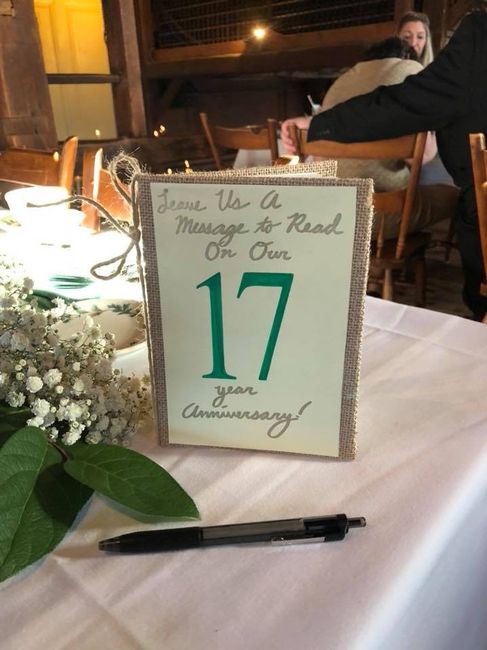 Leave Us A
Message to Read
On Our
17
year
Anniversary!